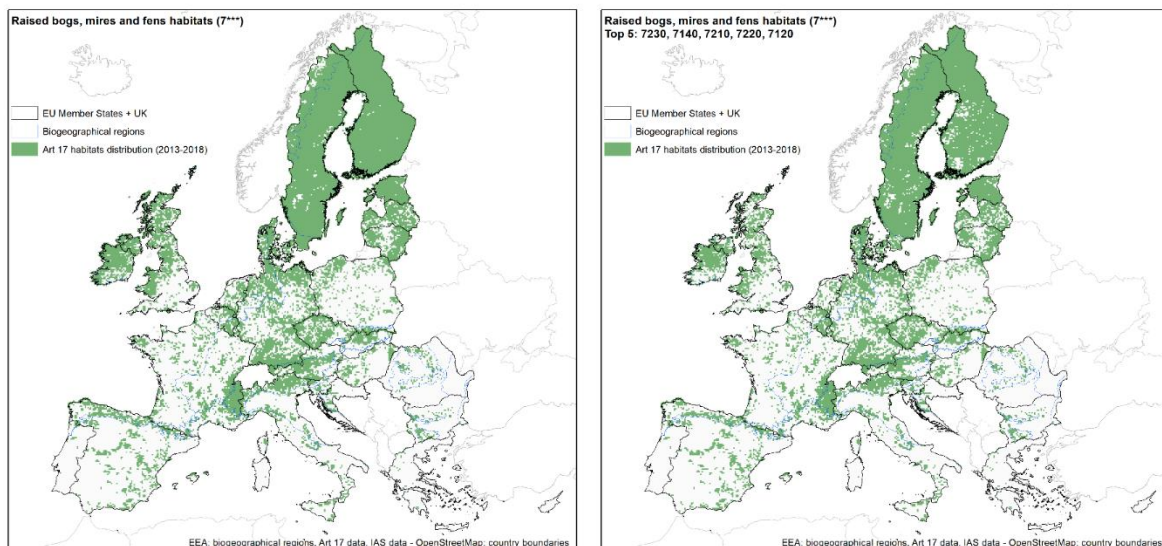 Raised bogs, mires and fens habitats (7***)
EU Member States + UK
Biogeographical regions
Art 17 habitats distribution (2013-2018)
EEA: biogeographical regions, Art 17 data, IAS data - OpenStreetMap: country boundaries
Raised bogs, mires and fens habitats (7***)
Top 5: 7230, 7140, 7210, 7220, 7120
EU Member States + UK
Biogeographical regions
Art 17 habitats distribution (2013-2018)
EEA: biogeographical regions, Art 17 data, IAS data - OpenStreetMap: country boundaries